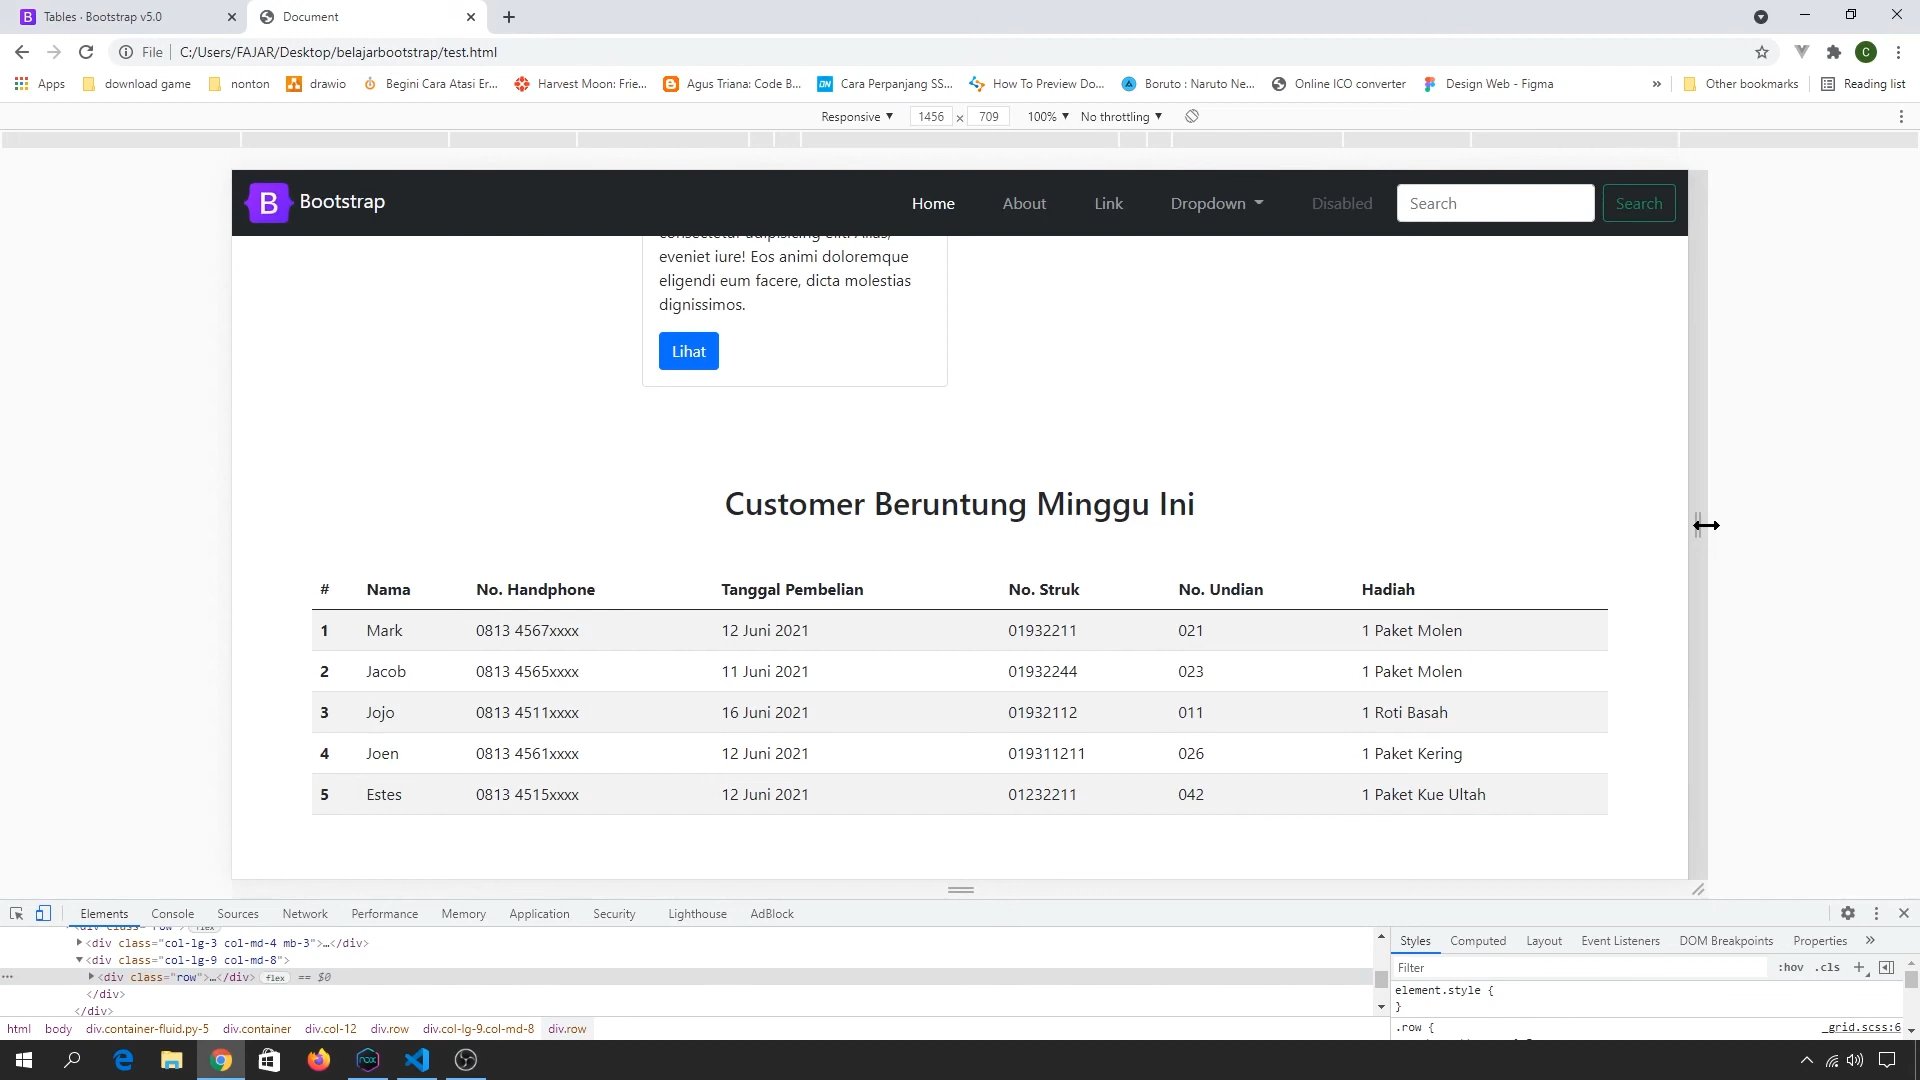 Tables · Bootstrap v5.0
Document
File
C:/Users/FAJAR/Desktop/belajarbootstrap/test.html
C
Apps
download game
nonton
drawio
Begini Cara Atasi Er...
Harvest Moon: Frie...
Agus Triana: Code B...
Cara Perpanjang SS...
How To Preview Do...
Boruto : Naruto Ne...
Online ICO converter
Design Web - Figma
»
Other bookmarks
Reading list
Responsive ▼
1456 x 709
100% ▼
No throttling ▼
B Bootstrap
Home
About
Link
Dropdown
Disabled
Search
Search
eveniet iure! Eos animi doloremque
eligendi eum facere, dicta molestias
dignissimos.
Lihat
Customer Beruntung Minggu Ini
# Nama No. Handphone Tanggal Pembelian No. Struk No. Undian Hadiah
1 Mark 0813 4567xxxx 12 Juni 2021 01932211 021 1 Paket Molen
2 Jacob 0813 4565xxxx 11 Juni 2021 01932244 023 1 Paket Molen
3 Jojo 0813 4511xxxx 16 Juni 2021 01932112 011 1 Roti Basah
4 Joen 0813 4561xxxx 12 Juni 2021 019311211 026 1 Paket Kering
5 Estes 0813 4515xxxx 12 Juni 2021 01232211 042 1 Paket Kue Ultah
Elements Console Sources Network Performance Memory Application Security Lighthouse AdBlock
<div class="col-lg-3 col-md-4 mb-3">…</div>
<div class="col-lg-9 col-md-8">
<div class="row">…</div> flex == $0
</div>
</div>
html body div.container-fluid.py-5 div.container div.col-12 div.row div.col-lg-9.col-md-8 div.row
Styles Computed Layout Event Listeners DOM Breakpoints Properties »
Filter
:hov .cls +
element.style {
}
.row {
_grid.scss:6